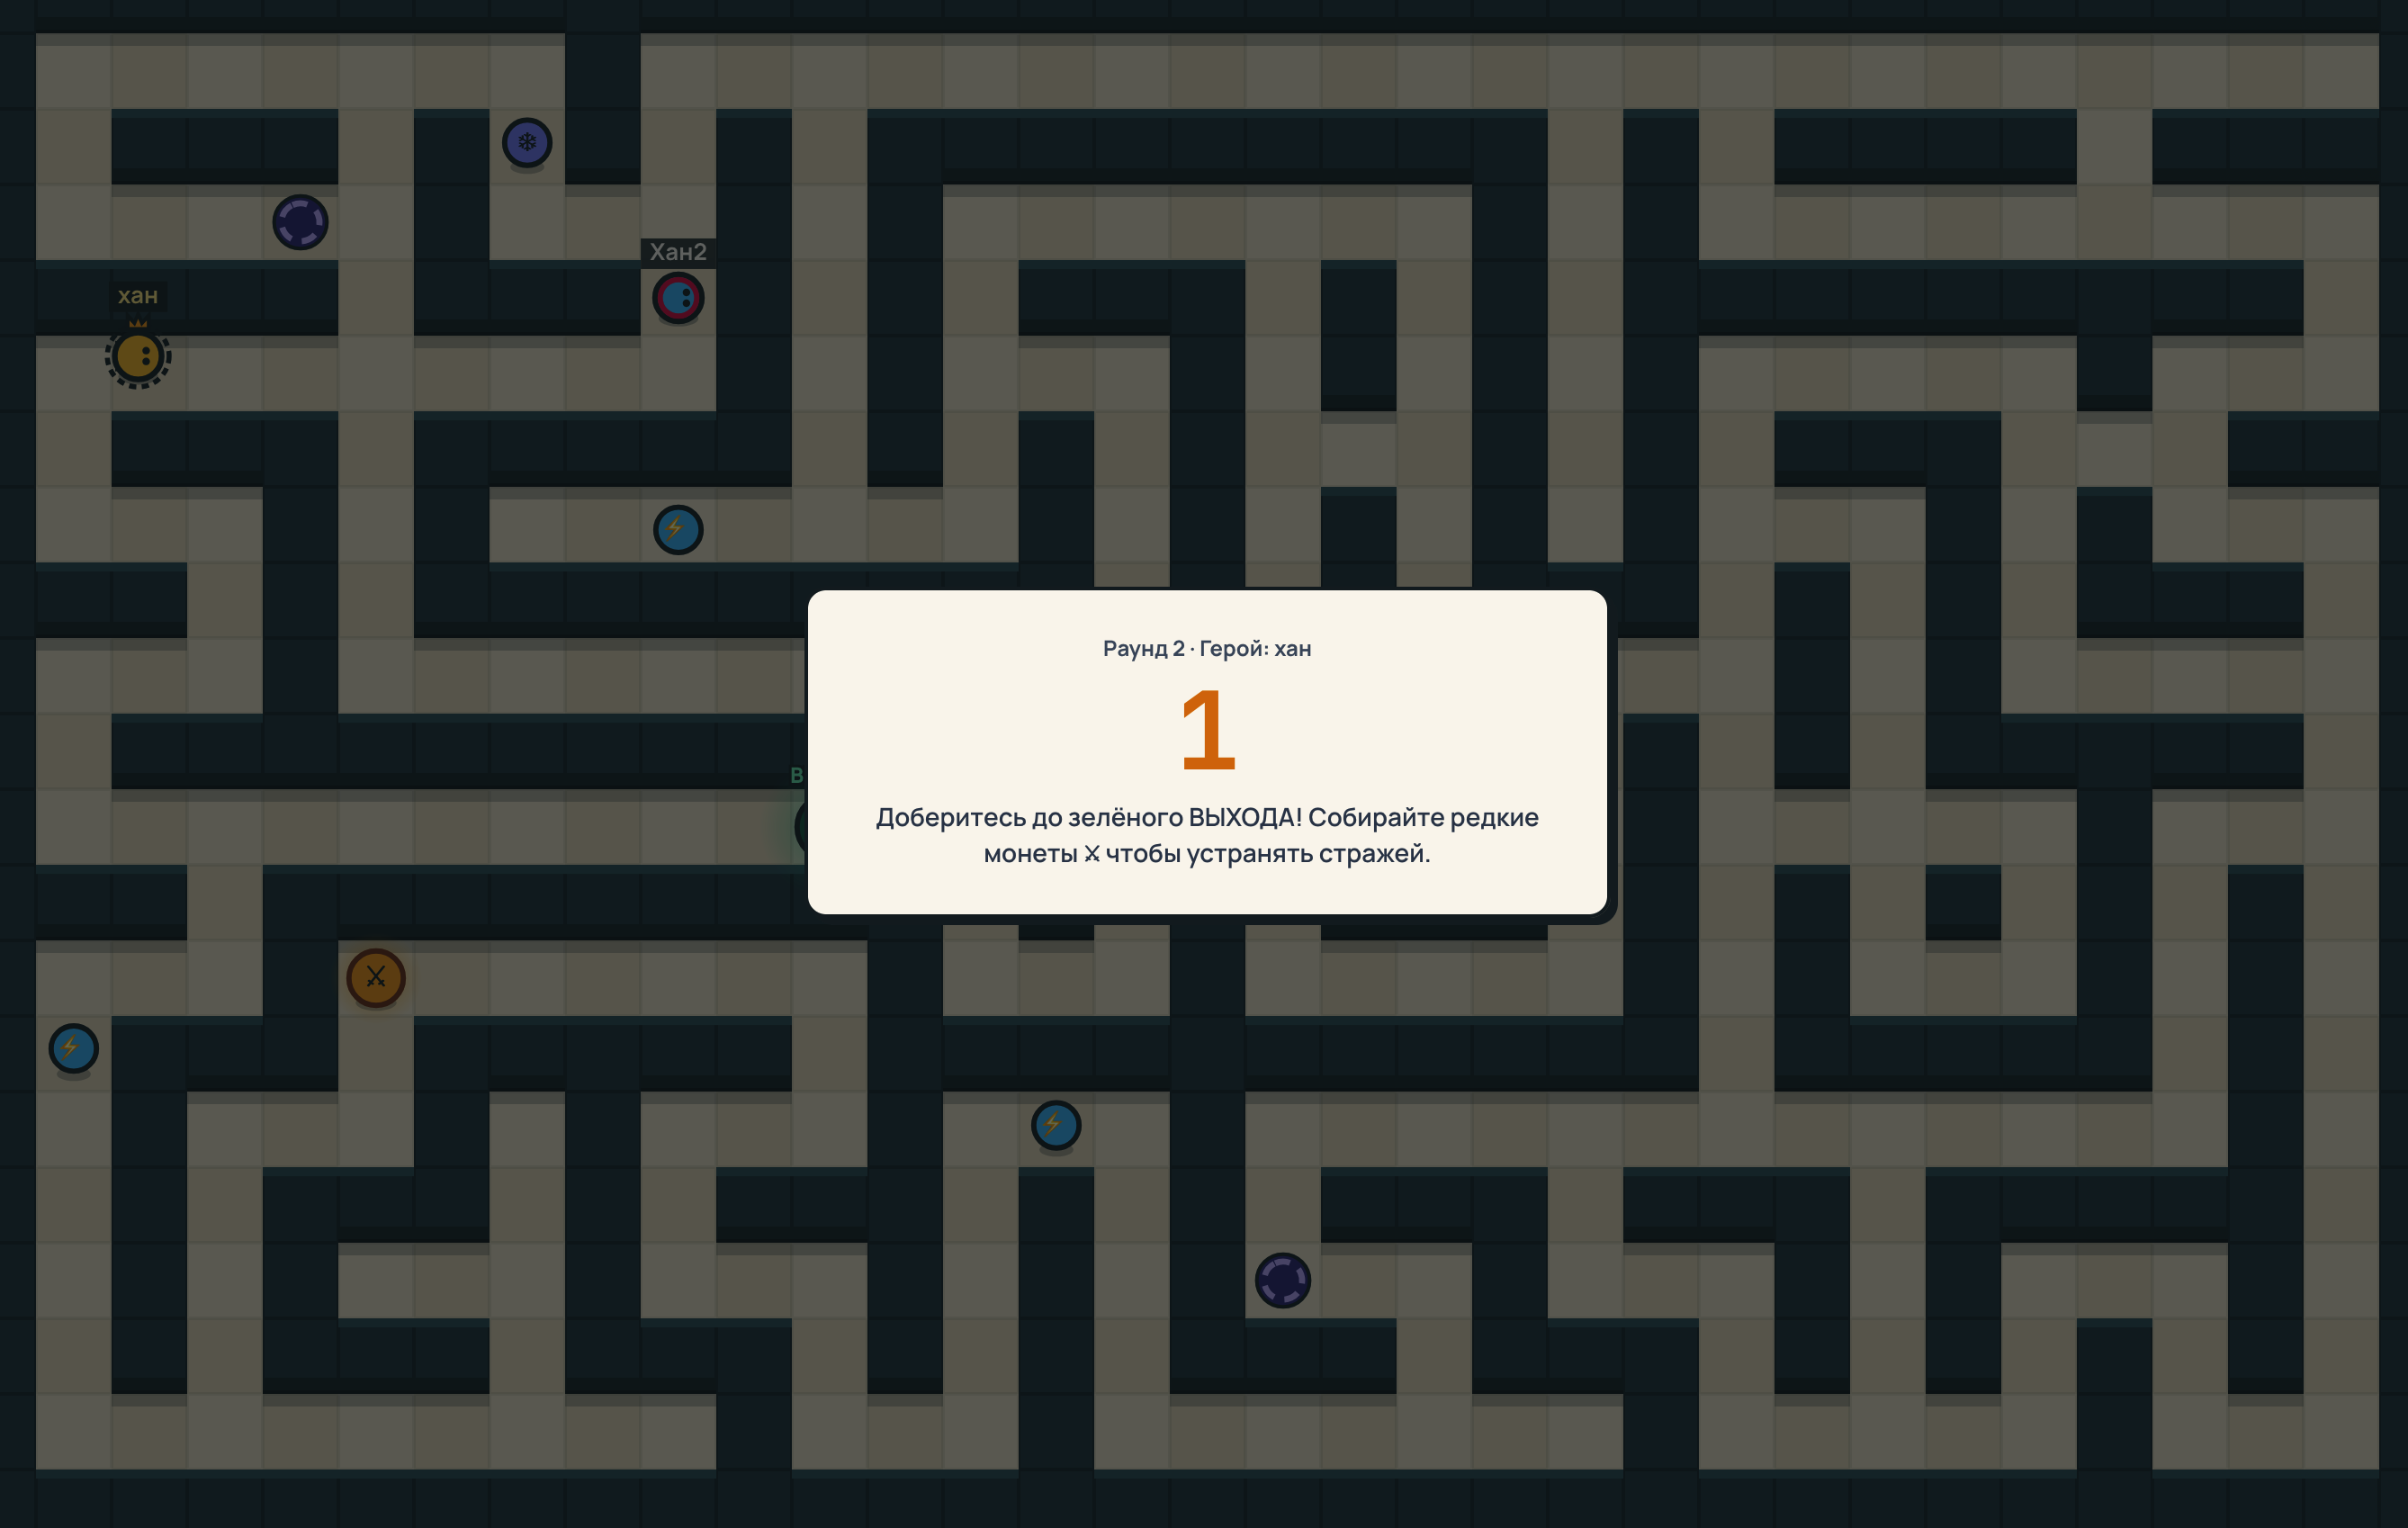 Хан2
хан
Раунд 2 · Герой: хан
1
В
Доберитесь до зелёного ВЫХОДА! Собирайте редкие
монеты ⚔ чтобы устранять стражей.